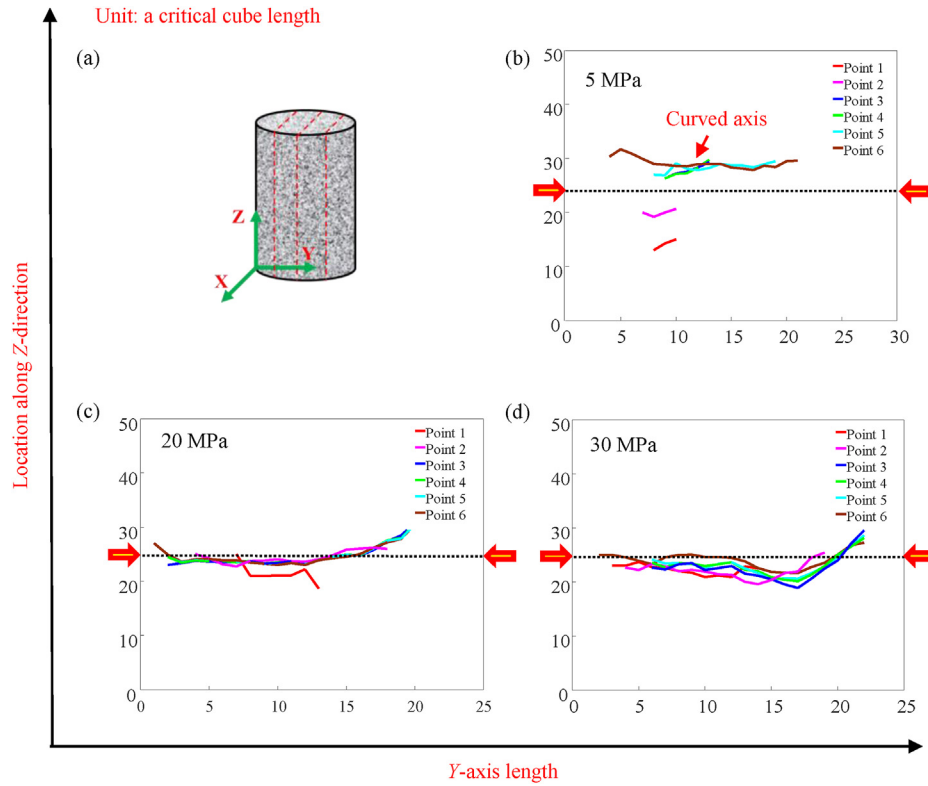 Unit: a critical cube length
(a)
Z
Y
X
(b)
5 MPa
Point 1
Point 2
Point 3
Point 4
Point 5
Point 6
Curved axis
50
40
30
20
10
0
0 5 10 15 20 25 30
Location along Z-direction
(c)
20 MPa
Point 1
Point 2
Point 3
Point 4
Point 5
Point 6
50
40
30
20
10
0
0 5 10 15 20 25
(d)
30 MPa
Point 1
Point 2
Point 3
Point 4
Point 5
Point 6
50
40
30
20
10
0
0 5 10 15 20 25
Y-axis length